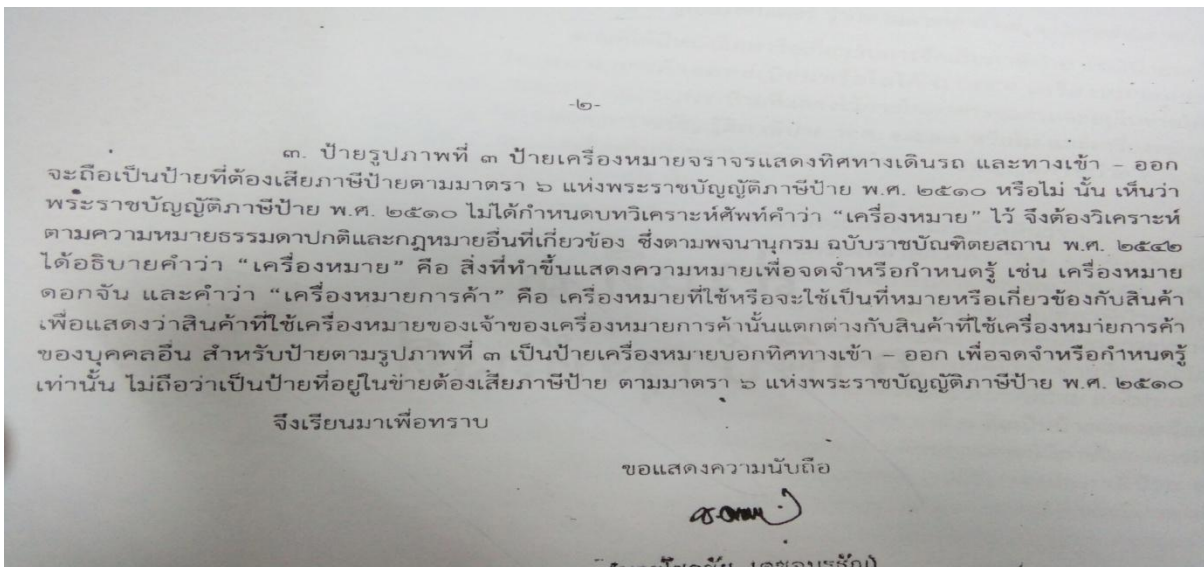 -๒-
๓. ป้ายรูปภาพที่ ๓ ป้ายเครื่องหมายจราจรแสดงทิศทางเดินรถ และทางเข้า – ออก
จะถือเป็นป้ายที่ต้องเสียภาษีป้ายตามมาตรา ๖ แห่งพระราชบัญญัติภาษีป้าย พ.ศ. ๒๕๑๐ หรือไม่ นั้น เห็นว่า
พระราชบัญญัติภาษีป้าย พ.ศ. ๒๕๑๐ ไม่ได้กำหนดบทวิเคราะห์ศัพท์คำว่า “เครื่องหมาย” ไว้ จึงต้องวิเคราะห์
ตามความหมายธรรมดาปกติและกฎหมายอื่นที่เกี่ยวข้อง ซึ่งตามพจนานุกรม ฉบับราชบัณฑิตยสถาน พ.ศ. ๒๕๔๒
ได้อธิบายคำว่า “เครื่องหมาย” คือ สิ่งที่ทำขึ้นแสดงความหมายเพื่อจดจำหรือกำหนดรู้ เช่น เครื่องหมาย
ดอกจัน และคำว่า “เครื่องหมายการค้า” คือ เครื่องหมายที่ใช้หรือจะใช้เป็นที่หมายหรือเกี่ยวข้องกับสินค้า
เพื่อแสดงว่าสินค้าที่ใช้เครื่องหมายของเจ้าของเครื่องหมายการค้านั้นแตกต่างกับสินค้าที่ใช้เครื่องหมายการค้า
ของบุคคลอื่น สำหรับป้ายตามรูปภาพที่ ๓ เป็นป้ายเครื่องหมายบอกทิศทางเข้า – ออก เพื่อจดจำหรือกำหนดรู้
เท่านั้น ไม่ถือว่าเป็นป้ายที่อยู่ในข่ายต้องเสียภาษีป้าย ตามมาตรา ๖ แห่งพระราชบัญญัติภาษีป้าย พ.ศ. ๒๕๑๐
จึงเรียนมาเพื่อทราบ
ขอแสดงความนับถือ